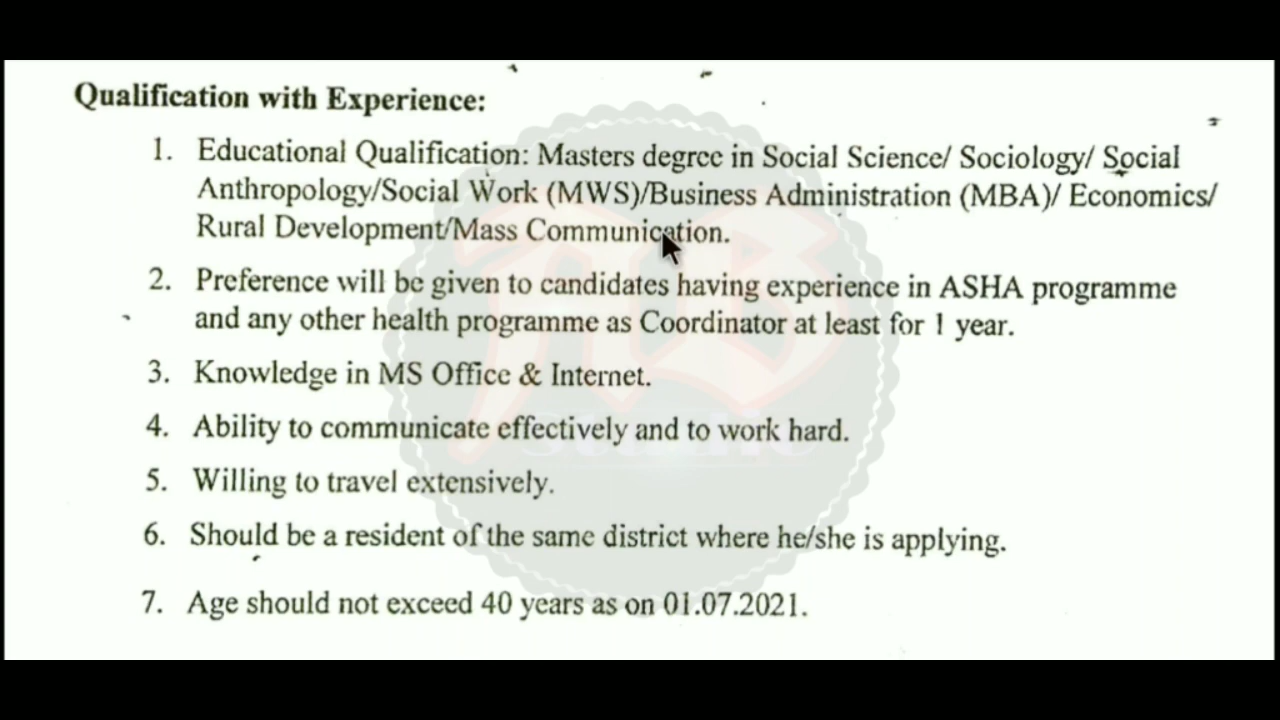 Qualification with Experience:
1. Educational Qualification: Masters degree in Social Science/ Sociology/ Social
Anthropology/Social Work (MWS)/Business Administration (MBA)/ Economics/
Rural Development/Mass Communication.
2. Preference will be given to candidates having experience in ASHA programme
and any other health programme as Coordinator at least for 1 year.
3. Knowledge in MS Office & Internet.
4. Ability to communicate effectively and to work hard.
5. Willing to travel extensively.
6. Should be a resident of the same district where he/she is applying.
7. Age should not exceed 40 years as on 01.07.2021.
NB
Studio